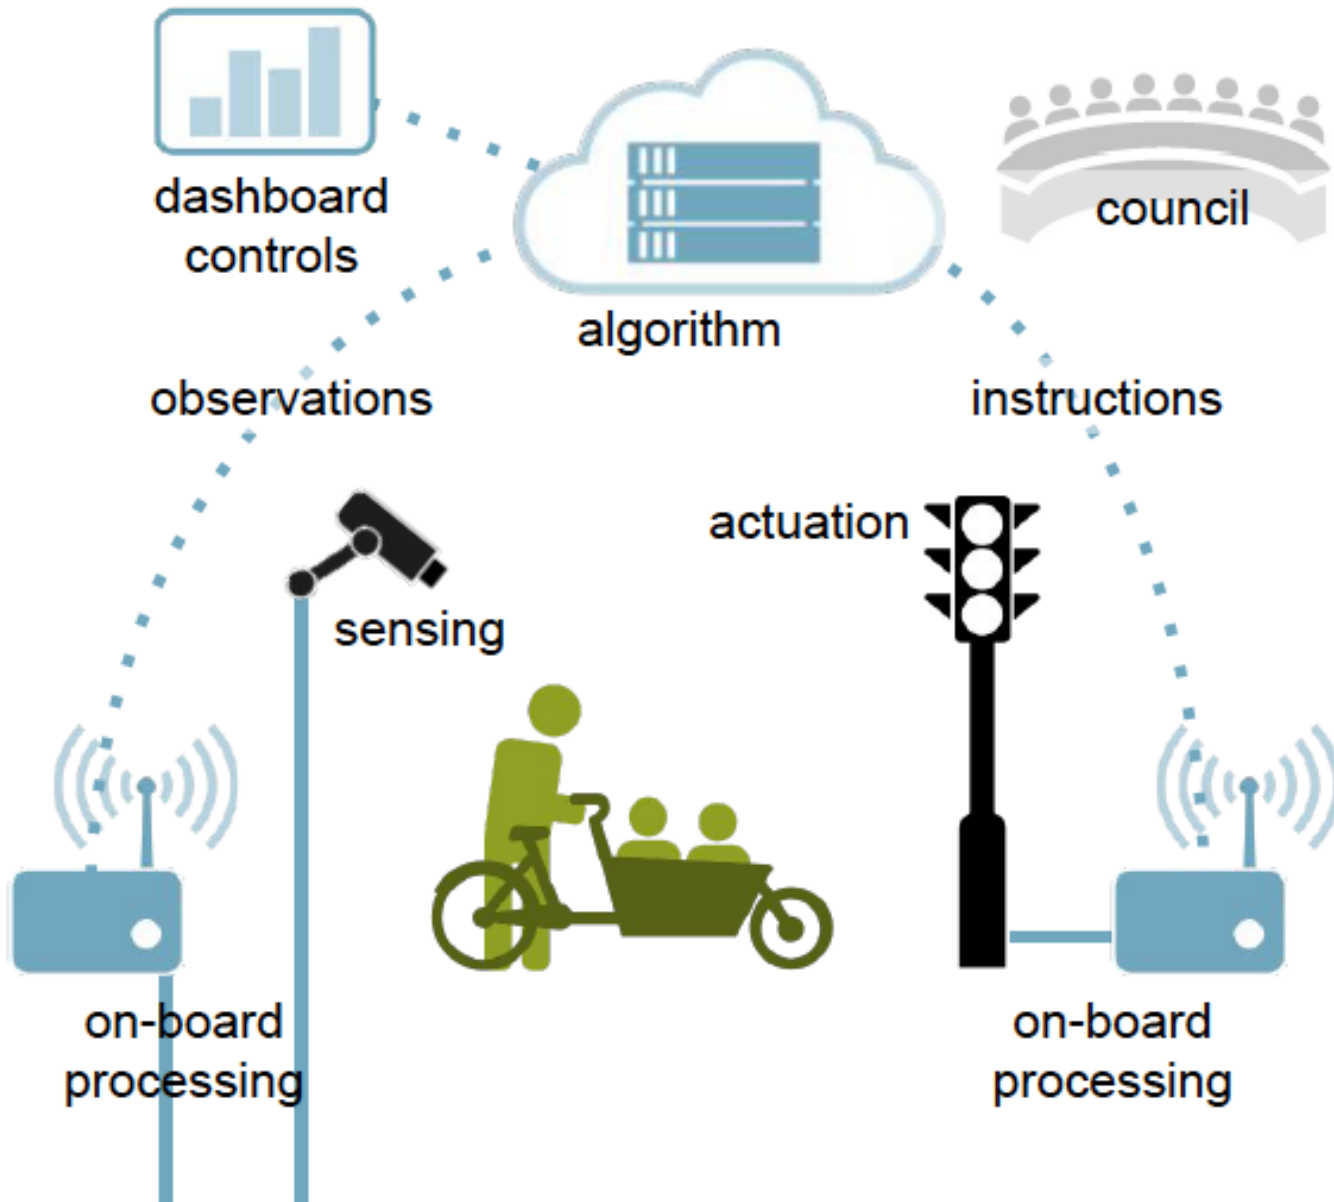 dashboard
controls
council
algorithm
observations
instructions
actuation
sensing
on-board
processing
on-board
processing